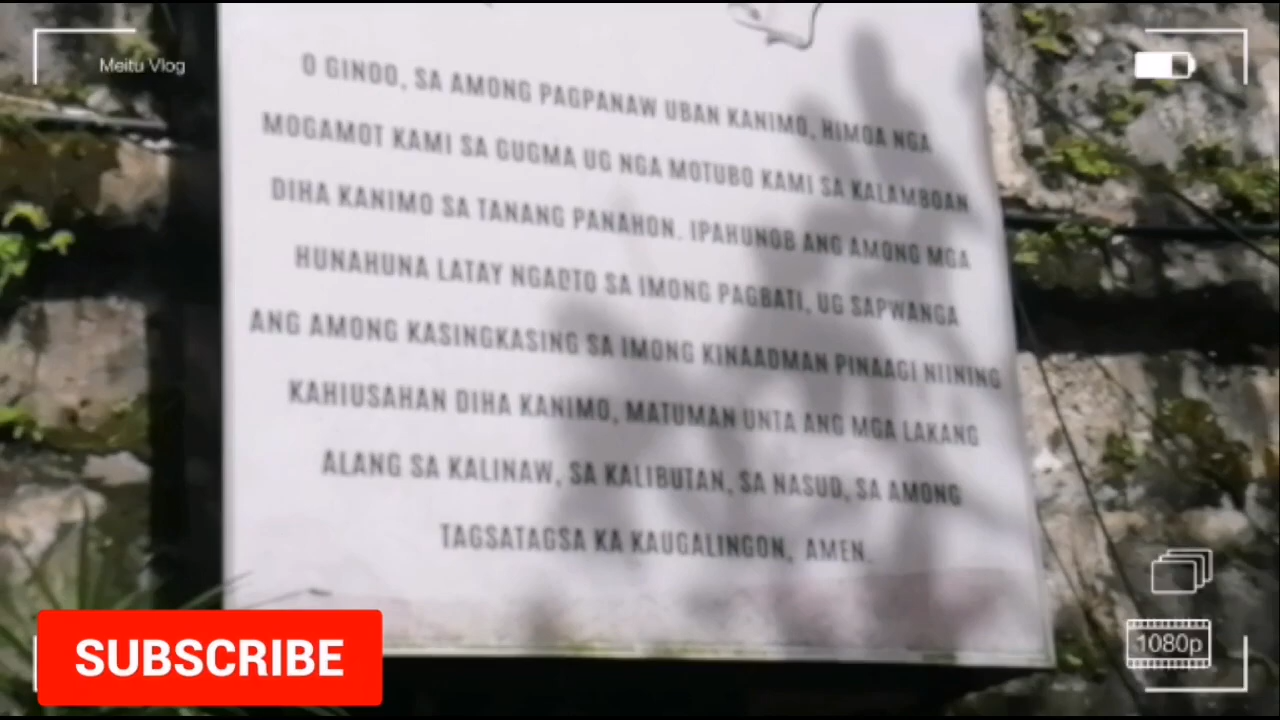 Meitu Vlog
O GINOO, SA AMONG PAGPANAW UBAN KANIMO, HIMOA NGA
MOGAMOT KAMI SA GUGMA UG NGA MOTUBO KAMI SA KALAMBOAN
DIHA KANIMO SA TANANG PANAHON. IPAHUNOB ANG AMONG MGA
HUNAHUNA LATAY NGADTO SA IMONG PAGBATI, UG SAPWANGA
ANG AMONG KASINGKASING SA IMONG KINAADMAN PINAAGI NIINING
KAHIUSAHAN DIHA KANIMO, MATUMAN UNTA ANG MGA LAKANG
ALANG SA KALINAW, SA KALIBUTAN, SA NASUD, SA AMONG
TAGSATAGSA KA KAUGALINGON, AMEN.
SUBSCRIBE
1080p